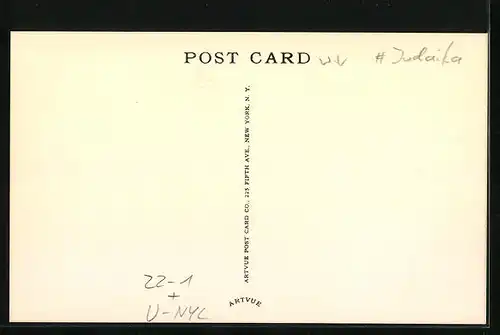 POST CARD
# Judaika
ARTVUE POST CARD CO., 225 FIFTH AVE., NEW YORK, N. Y.
22-1
+
U-NYC
ARTVUE